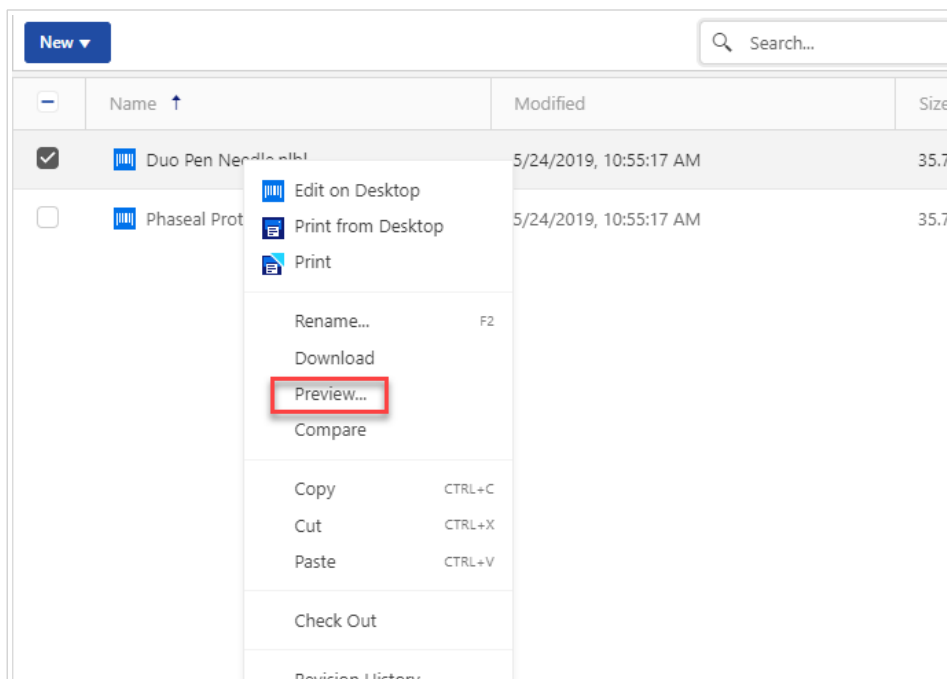 New
Search...
Name Modified Size
Duo Pen Needle.nlbl 5/24/2019, 10:55:17 AM 35.7
Phaseal Prot 5/24/2019, 10:55:17 AM 35.7
Edit on Desktop
Print from Desktop
Print
Rename... F2
Download
Preview...
Compare
Copy CTRL+C
Cut CTRL+X
Paste CTRL+V
Check Out
Revision History